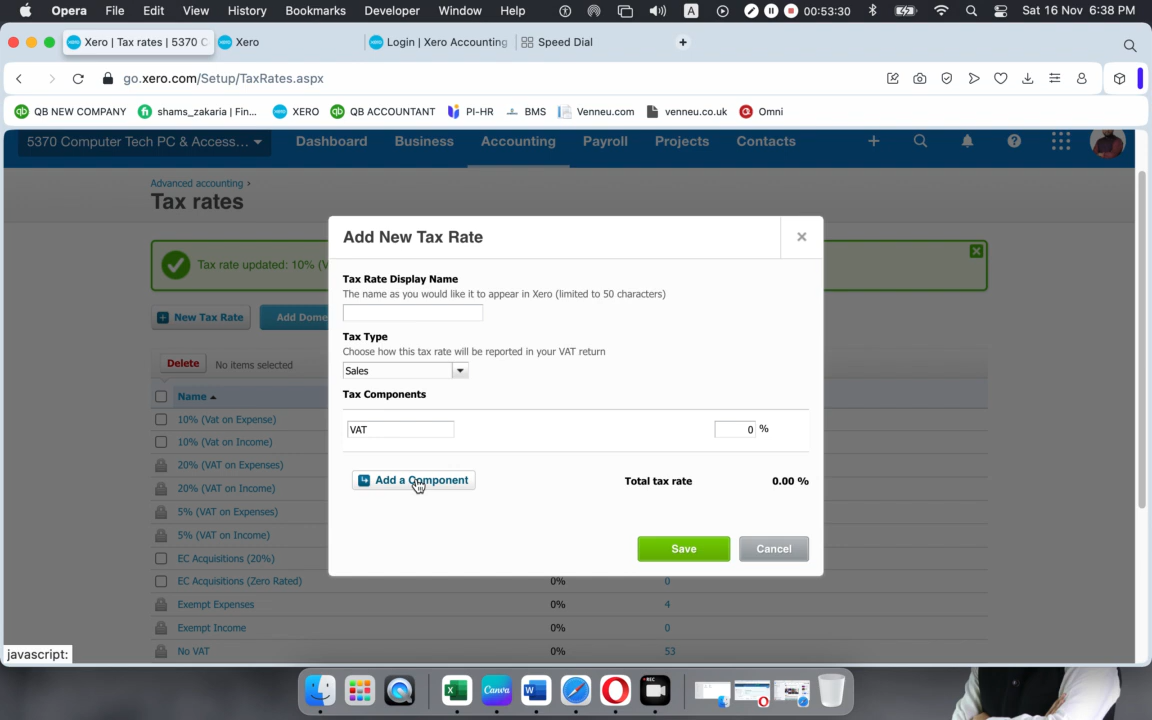 Opera File Edit View History Bookmarks Developer Window Help A 00:53:30 Sat 16 Nov 6:38 PM
Xero | Tax rates | 5370 C Xero Login | Xero Accounting Speed Dial +
go.xero.com/Setup/TaxRates.aspx
QB NEW COMPANY shams_zakaria | Fin... XERO QB ACCOUNTANT PI-HR BMS Venneu.com venneu.co.uk Omni
5370 Computer Tech PC & Access... Dashboard Business Accounting Payroll Projects Contacts
Advanced accounting ›
Tax rates
Add New Tax Rate
Tax rate updated: 10% (V
Tax Rate Display Name
The name as you would like it to appear in Xero (limited to 50 characters)
New Tax Rate Add Dome
Tax Type
Choose how this tax rate will be reported in your VAT return
Sales
Delete No items selected
Tax Components
Name
10% (Vat on Expense)
VAT 0 %
10% (Vat on Income)
20% (VAT on Expenses)
Add a Component Total tax rate 0.00 %
20% (VAT on Income)
5% (VAT on Expenses)
5% (VAT on Income)
Save Cancel
EC Acquisitions (20%)
EC Acquisitions (Zero Rated) 0% 0
Exempt Expenses 0% 4
Exempt Income 0% 0
No VAT 0% 53
javascript:
X Canva W REC